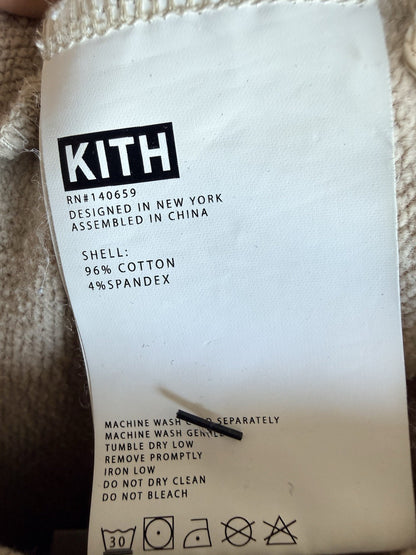 KITH
RN#140659
DESIGNED IN NEW YORK
ASSEMBLED IN CHINA
SHELL:
96% COTTON
4%SPANDEX
MACHINE WASH SEPARATELY
MACHINE WASH
TUMBLE DRY LOW
REMOVE PROMPTLY
IRON LOW
DO NOT DRY CLEAN
DO NOT BLEACH
30